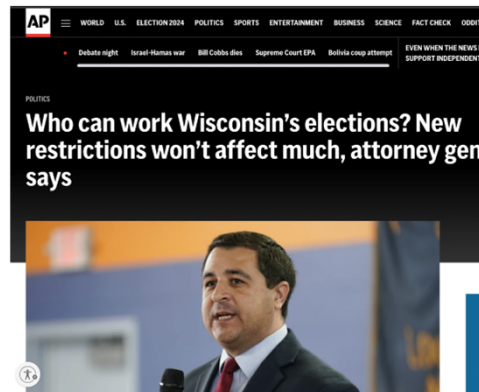 AP
WORLD U.S. ELECTION 2024 POLITICS SPORTS ENTERTAINMENT BUSINESS SCIENCE FACT CHECK
Debate night Israel-Hamas war Bill Cobbs dies Supreme Court EPA Bolivia coup attempt
EVEN WHEN THE NEWS
SUPPORT INDEPENDENT
POLITICS
Who can work Wisconsin’s elections? New
restrictions won’t affect much, attorney gen
says